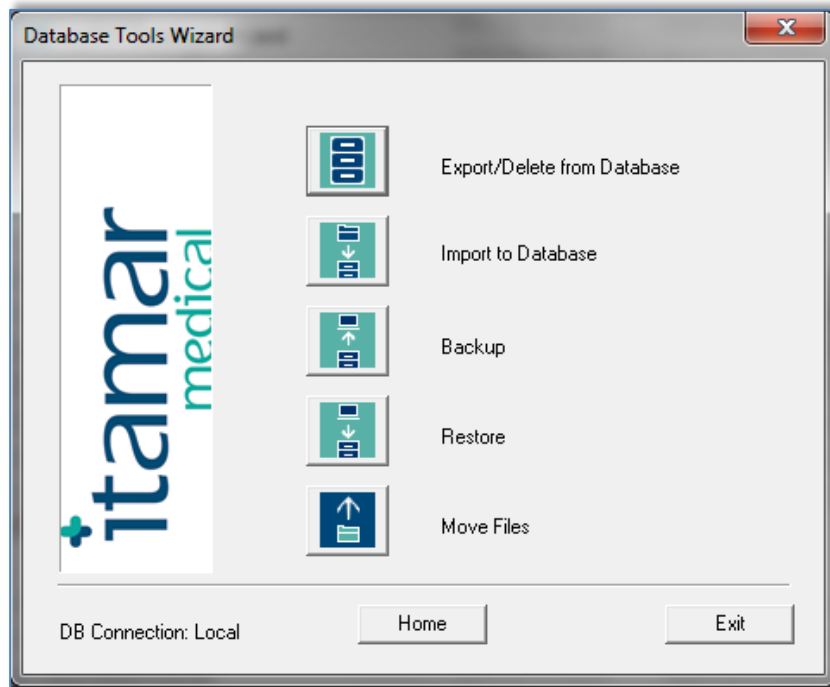 Database Tools Wizard
itamar
medical
Export/Delete from Database
Import to Database
Backup
Restore
Move Files
DB Connection: Local
Home
Exit